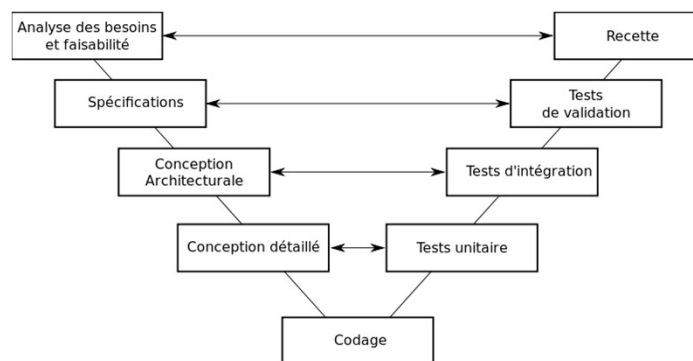 Analyse des besoins
et faisabilité
Recette
Spécifications
Tests
de validation
Conception
Architecturale
Tests d'intégration
Conception détaillé
Tests unitaire
Codage